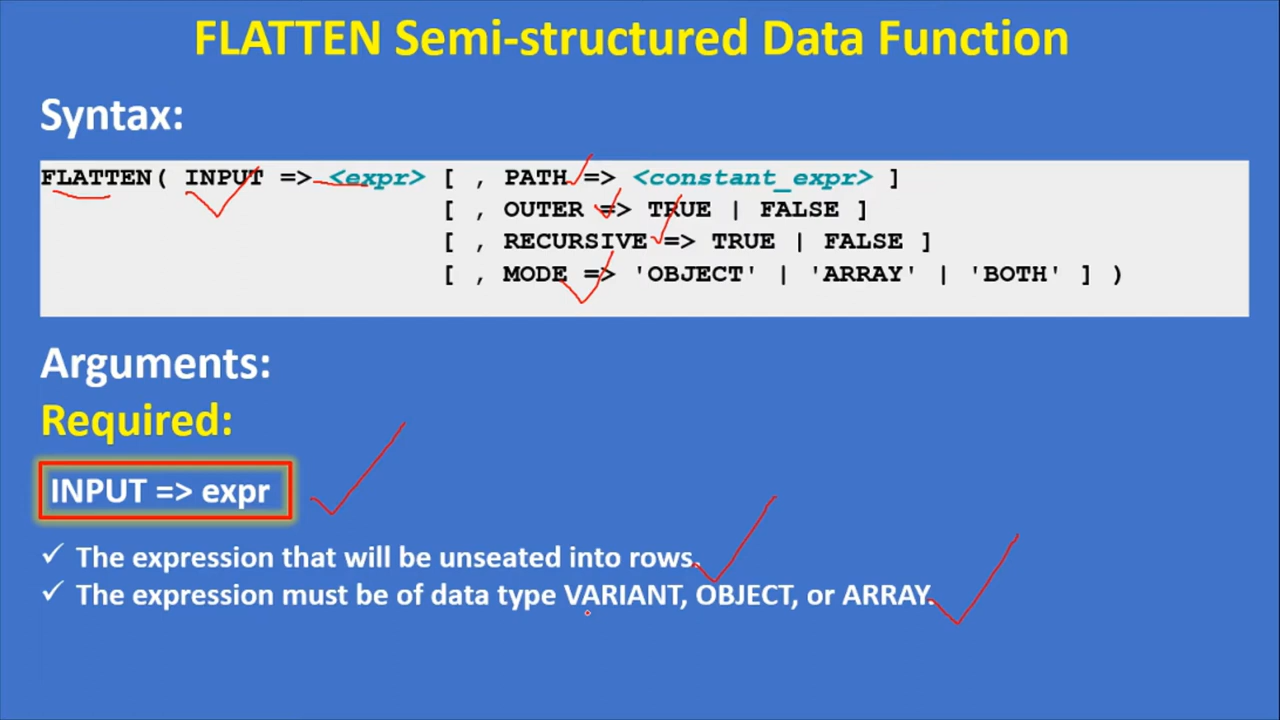 FLATTEN Semi-structured Data Function
Syntax:
FLATTEN( INPUT => <expr> [ , PATH => <constant_expr> ]
[ , OUTER => TRUE | FALSE ]
[ , RECURSIVE => TRUE | FALSE ]
[ , MODE => 'OBJECT' | 'ARRAY' | 'BOTH' ] )
Arguments:
Required:
INPUT => expr
✓ The expression that will be unseated into rows.
✓ The expression must be of data type VARIANT, OBJECT, or ARRAY.